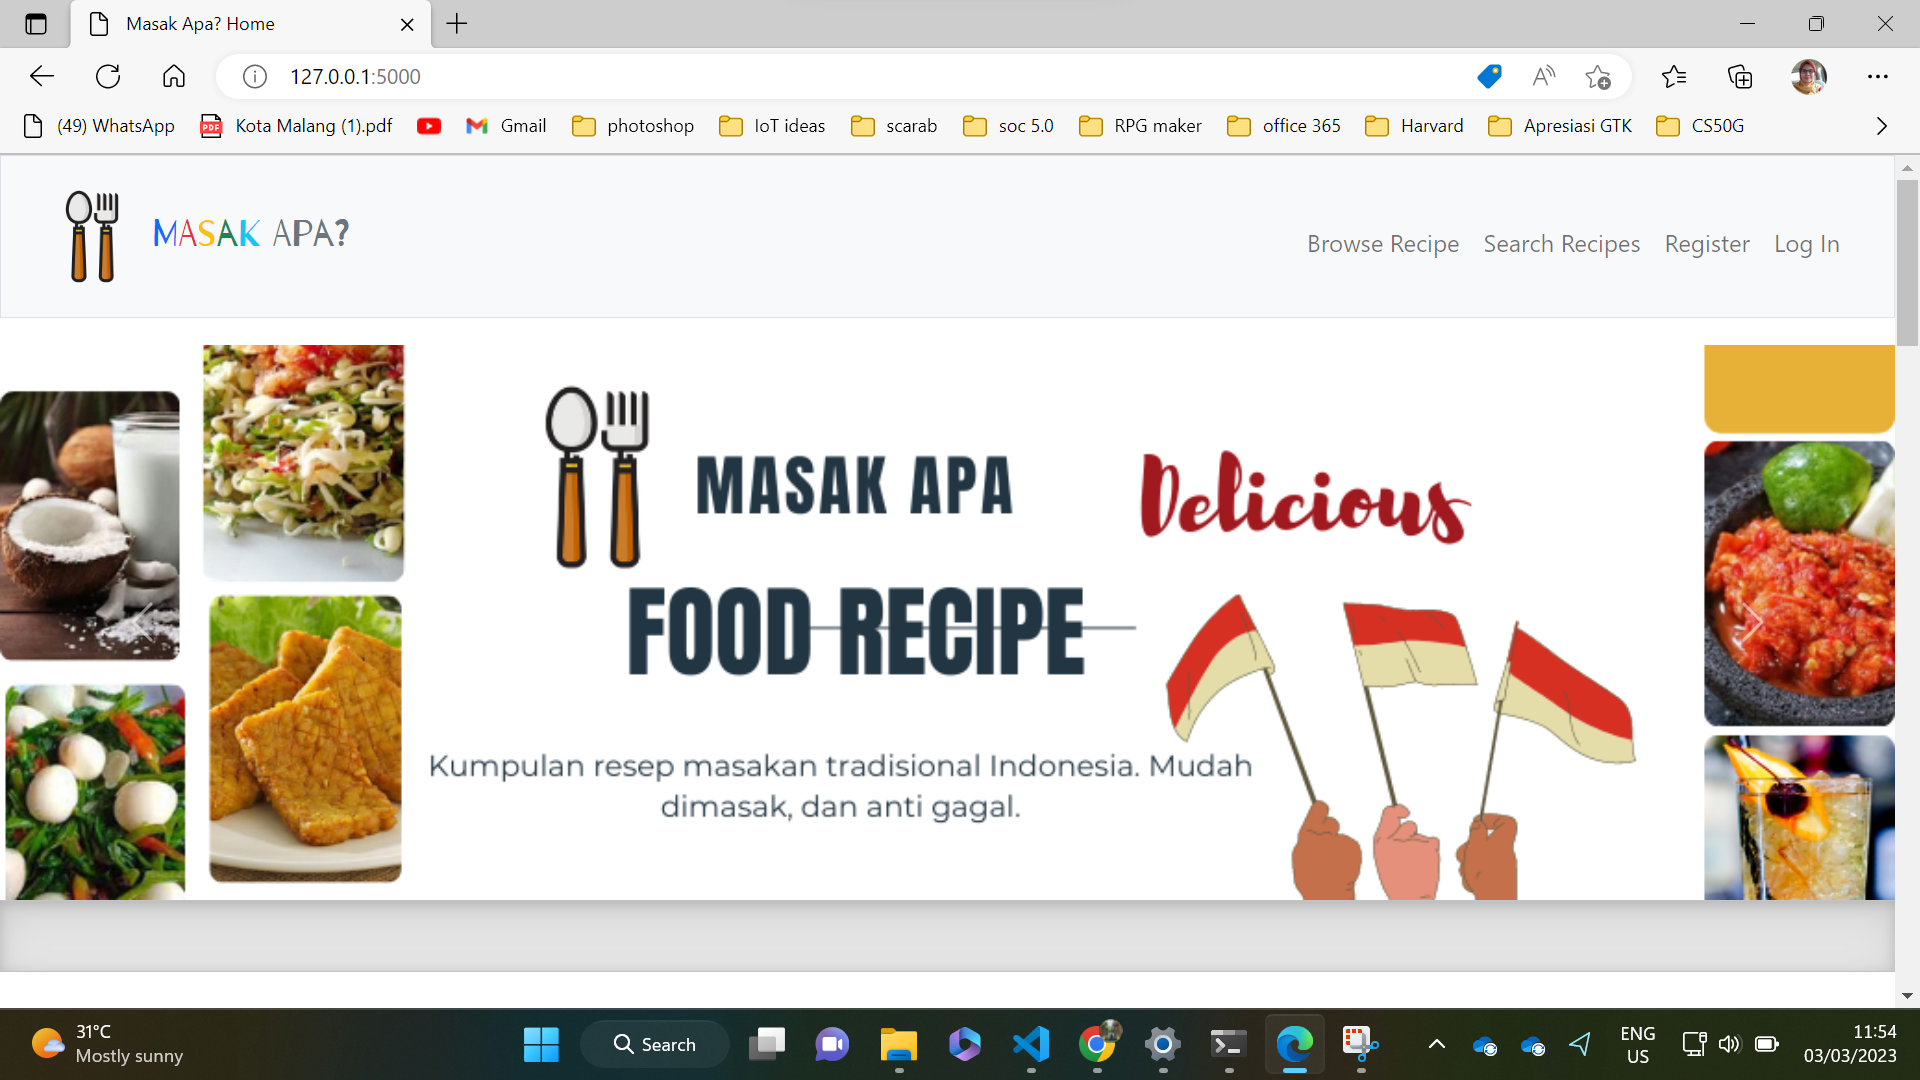 Masak Apa? Home
127.0.0.1:5000
(49) WhatsApp
PDF
Kota Malang (1).pdf
Gmail
photoshop
IoT ideas
scarab
soc 5.0
RPG maker
office 365
Harvard
Apresiasi GTK
CS50G
MASAK APA?
Browse Recipe
Search Recipes
Register
Log In
MASAK APA
Delicious
FOOD RECIPE
Kumpulan resep masakan tradisional Indonesia. Mudah
dimasak, dan anti gagal.
31°C
Mostly sunny
Search
ENG
US
11:54
03/03/2023